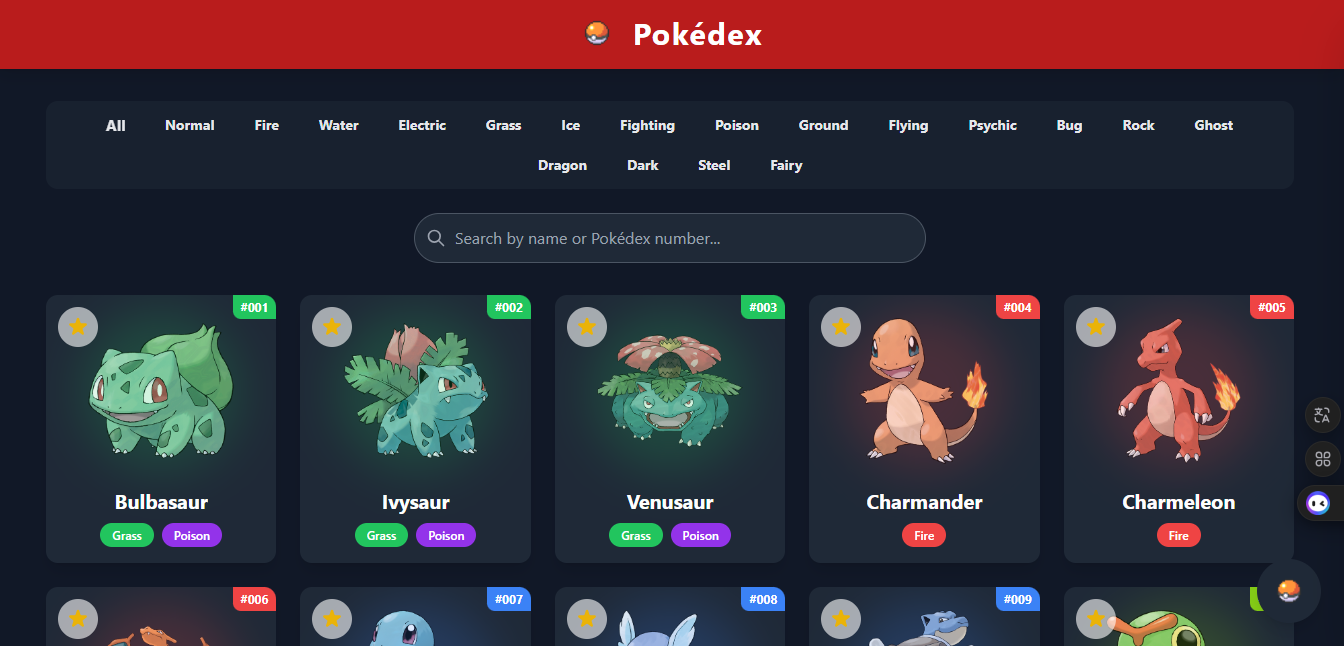 Pokédex
All Normal Fire Water Electric Grass Ice Fighting Poison Ground Flying Psychic Bug Rock Ghost
Dragon Dark Steel Fairy
Search by name or Pokédex number...
#001 #002 #003 #004 #005
Bulbasaur Ivysaur Venusaur Charmander Charmeleon
Grass Poison Grass Poison Grass Poison Fire Fire
#006 #007 #008 #009